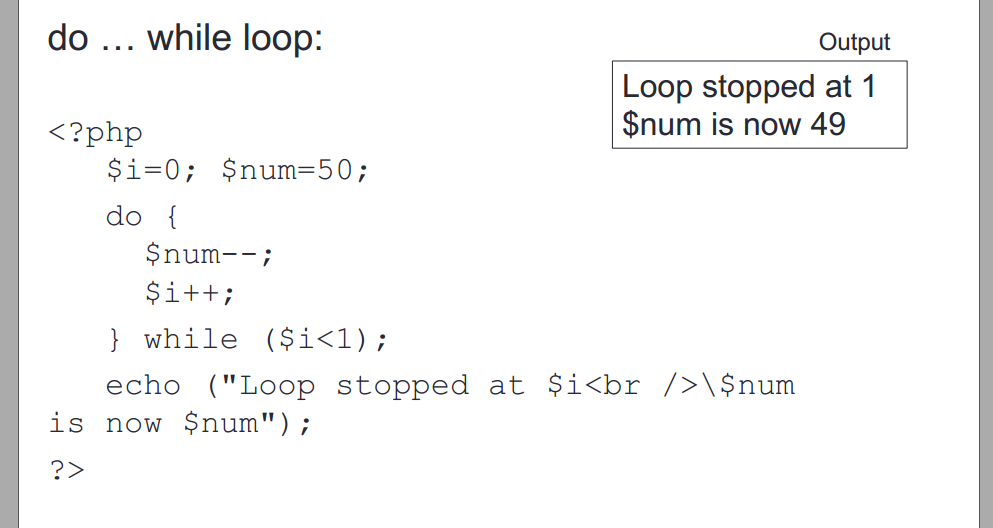 do … while loop:
Output
Loop stopped at 1
$num is now 49
<?php
$i=0; $num=50;
do {
$num--;
$i++;
} while ($i<1);
echo ("Loop stopped at $i<br />\$num
is now $num");
?>